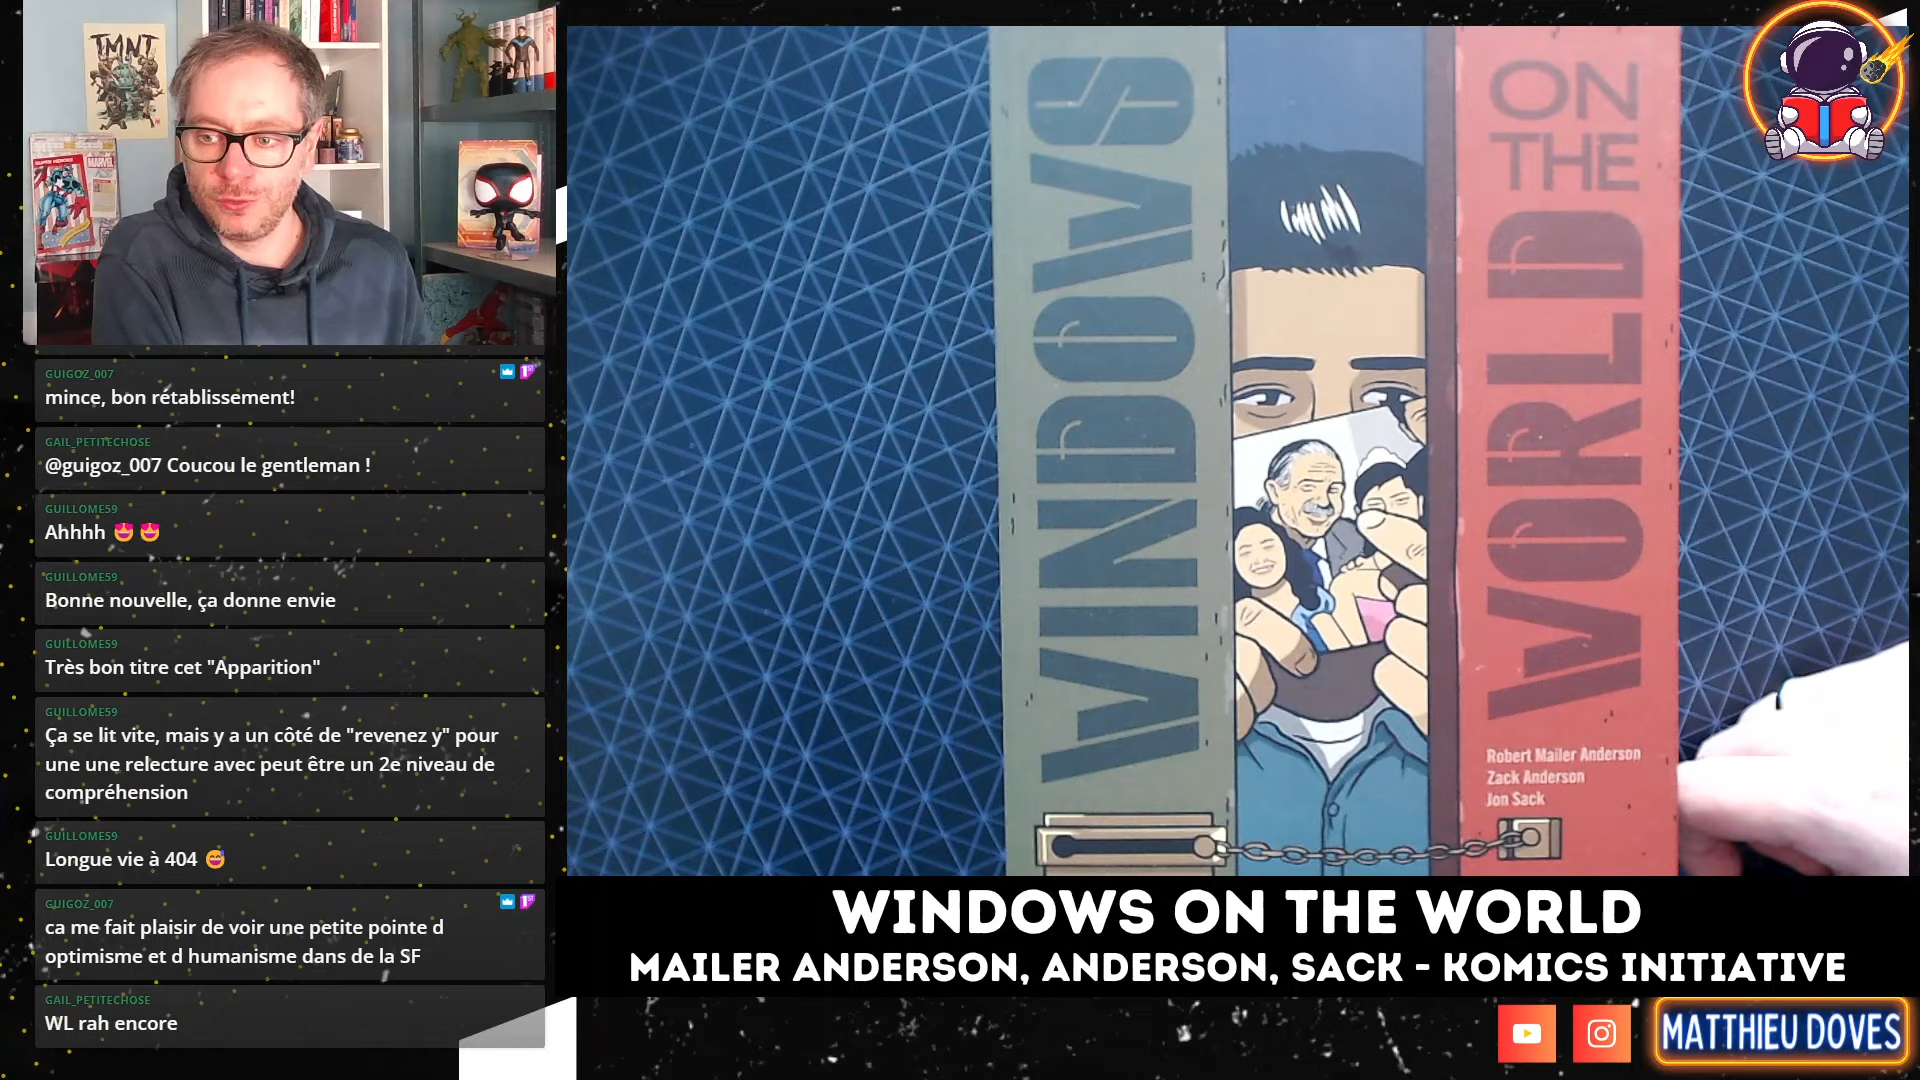 TMNT
MARVEL
GUIGOZ_007
mince, bon rétablissement!
GAIL_PETITECHOSE
@guigoz_007 Coucou le gentleman !
GUILLOME59
Ahhhh 😍 😍
GUILLOME59
Bonne nouvelle, ça donne envie
GUILLOME59
Très bon titre cet "Apparition"
GUILLOME59
Ça se lit vite, mais y a un côté de "revenez y" pour
une une relecture avec peut être un 2e niveau de
compréhension
GUILLOME59
Longue vie à 404 😅
GUIGOZ_007
ca me fait plaisir de voir une petite pointe d
optimisme et d humanisme dans de la SF
GAIL_PETITECHOSE
WL rah encore
WINDOWS
ON
THE
WORLD
Robert Mailer Anderson
Zack Anderson
Jon Sack
WINDOWS ON THE WORLD
MAILER ANDERSON, ANDERSON, SACK - KOMICS INITIATIVE
MATTHIEU DOVES